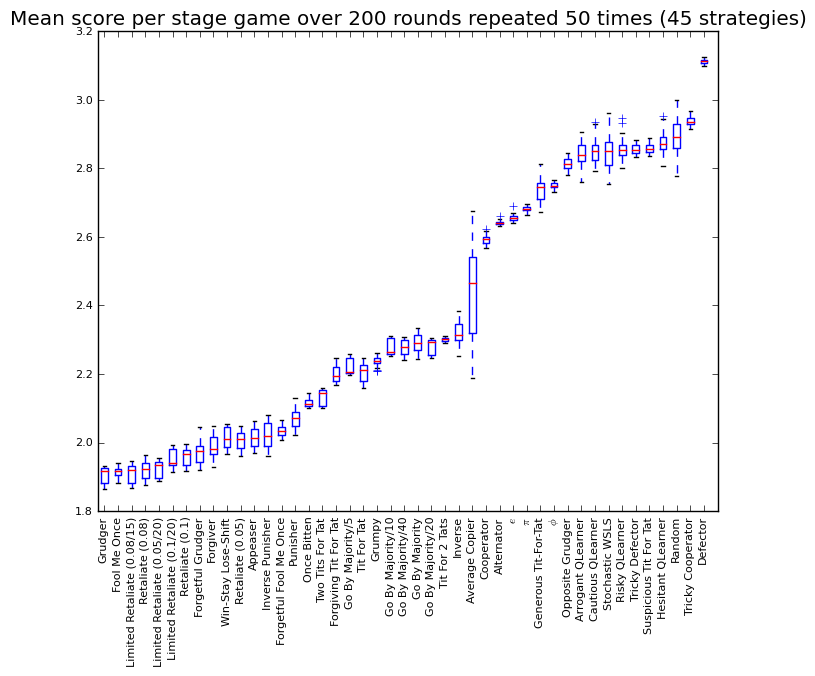 Mean score per stage game over 200 rounds repeated 50 times (45 strategies)
3.2
3.0
2.8
2.6
2.4
2.2
2.0
1.8
Grudger
Fool Me Once
Limited Retaliate (0.08/15)
Retaliate (0.08)
Limited Retaliate (0.05/20)
Limited Retaliate (0.1/20)
Retaliate (0.1)
Forgetful Grudger
Forgiver
Win-Stay Lose-Shift
Retaliate (0.05)
Appeaser
Inverse Punisher
Forgetful Fool Me Once
Punisher
Once Bitten
Two Tits For Tat
Forgiving Tit For Tat
Go By Majority/5
Tit For Tat
Grumpy
Go By Majority/10
Go By Majority/40
Go By Majority
Go By Majority/20
Tit For 2 Tats
Inverse
Average Copier
Cooperator
Alternator
e
π
ϕ
Generous Tit-For-Tat
Opposite Grudger
Arrogant QLearner
Cautious QLearner
Stochastic WSLS
Risky QLearner
Tricky Defector
Suspicious Tit For Tat
Hesitant QLearner
Random
Tricky Cooperator
Defector